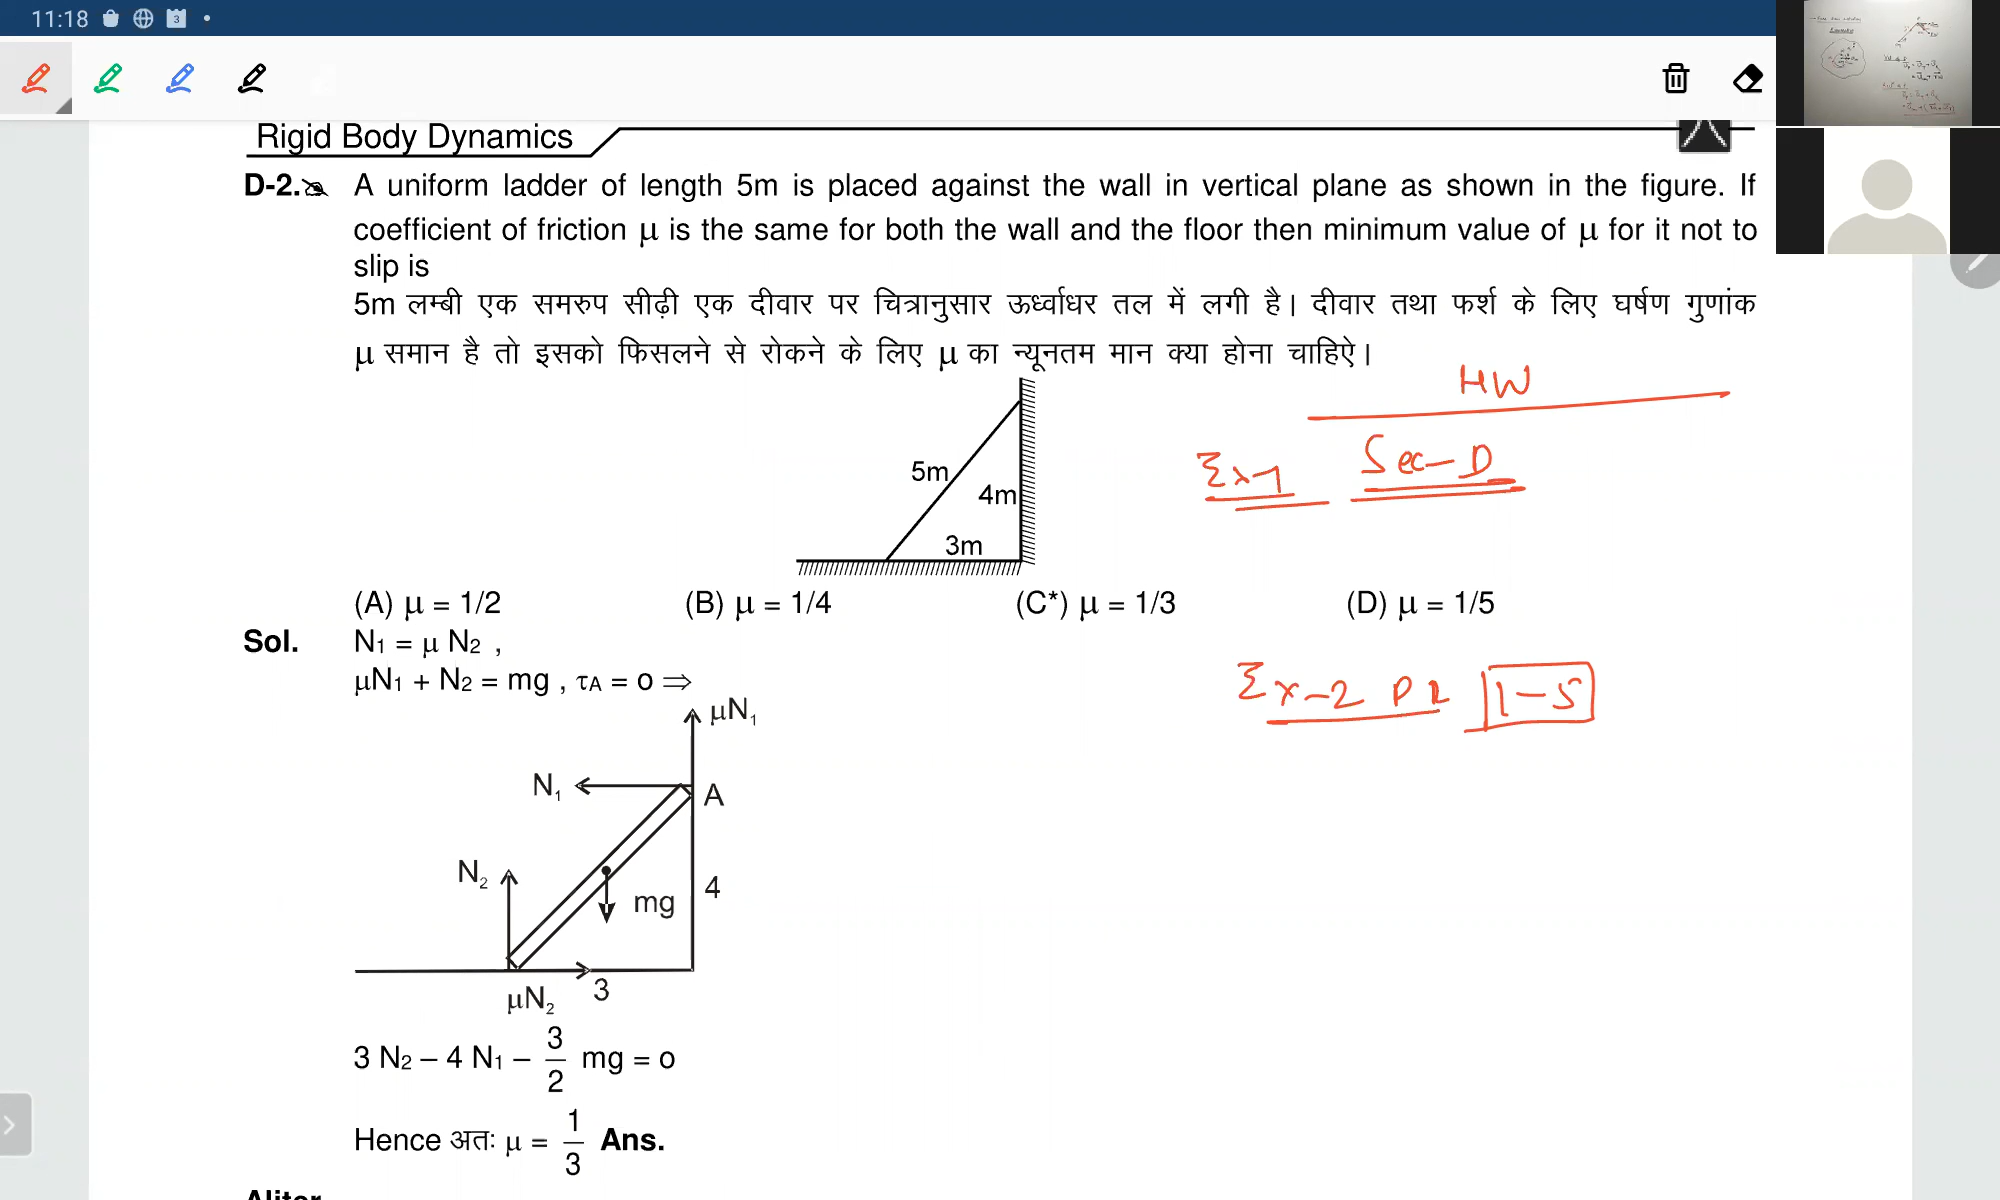 11:18
3
Rigid Body Dynamics
D-2. A uniform ladder of length 5m is placed against the wall in vertical plane as shown in the figure. If
coefficient of friction μ is the same for both the wall and the floor then minimum value of μ for it not to
slip is
5m लम्बी एक समरुप सीढ़ी एक दीवार पर चित्रानुसार ऊर्ध्वाधर तल में लगी है। दीवार तथा फर्श के लिए घर्षण गुणांक
μ समान है तो इसको फिसलने से रोकने के लिए μ का न्यूनतम मान क्या होना चाहिऐ।
HW
Ex-1 Sec-D
5m
4m
3m
(A) μ = 1/2 (B) μ = 1/4 (C*) μ = 1/3 (D) μ = 1/5
Sol. N1 = μ N2 ,
μN1 + N2 = mg , τA = o ⇒
Ex-2 P1 1-5
μN1
N1
A
N2
mg
4
μN2
3
3 N2 – 4 N1 – 3/2 mg = o
Hence अतः μ = 1/3 Ans.
Aliter